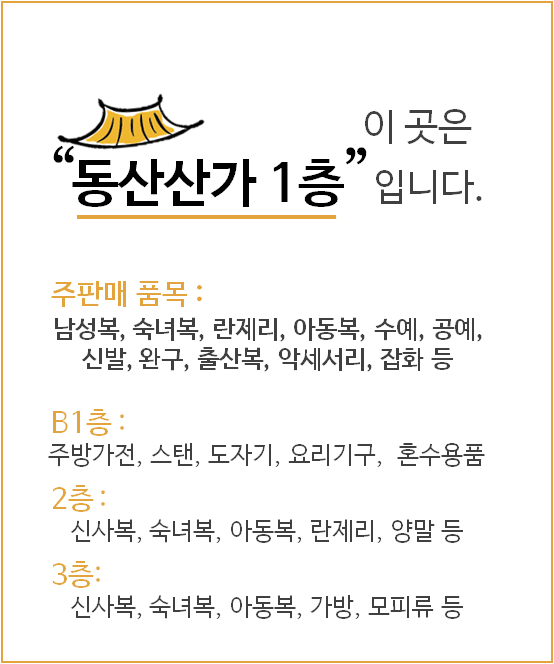 이 곳은
“동산산가 1층” 입니다.
주판매 품목 :
남성복, 숙녀복, 란제리, 아동복, 수예, 공예,
신발, 완구, 출산복, 악세서리, 잡화 등
B1층 :
주방가전, 스탠, 도자기, 요리기구, 혼수용품
2층 :
신사복, 숙녀복, 아동복, 란제리, 양말 등
3층:
신사복, 숙녀복, 아동복, 가방, 모피류 등